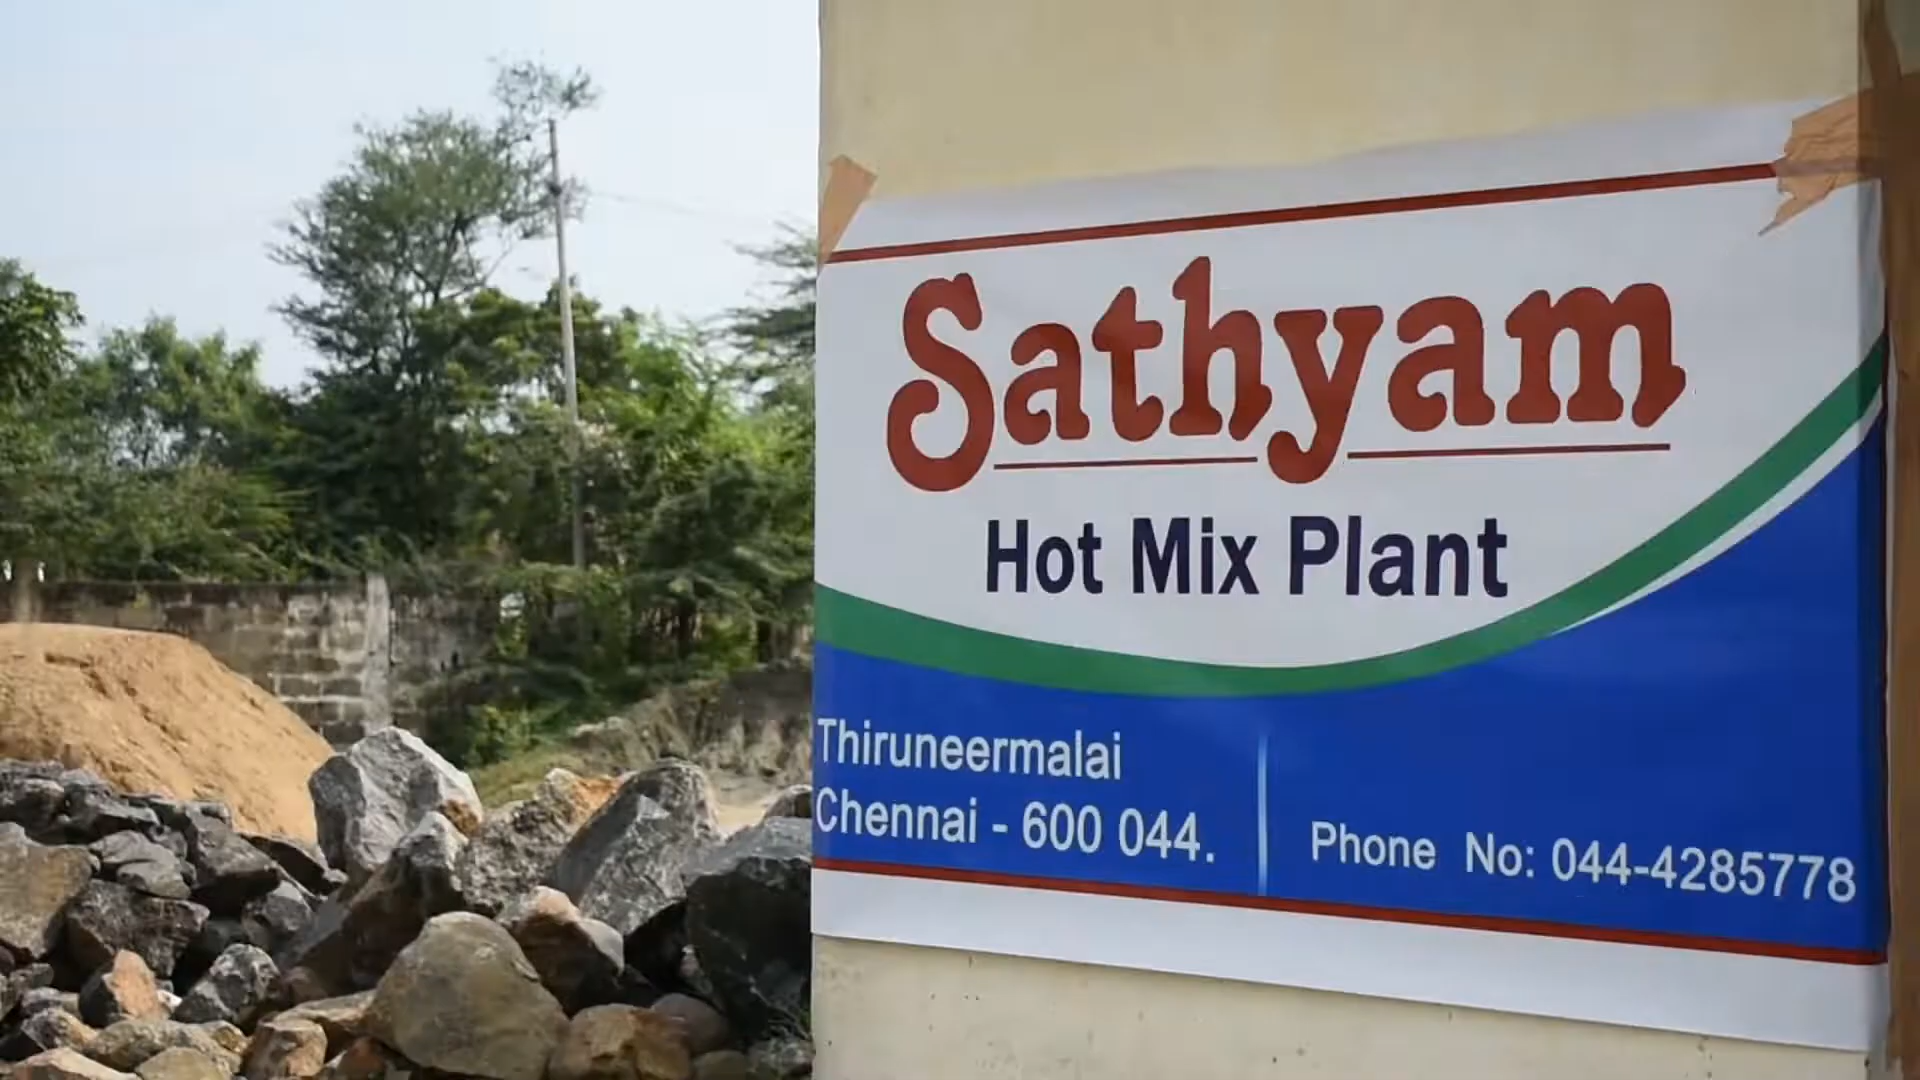 Sathyam
Hot Mix Plant
Thiruneermalai
Chennai - 600 044.
Phone No: 044-4285778